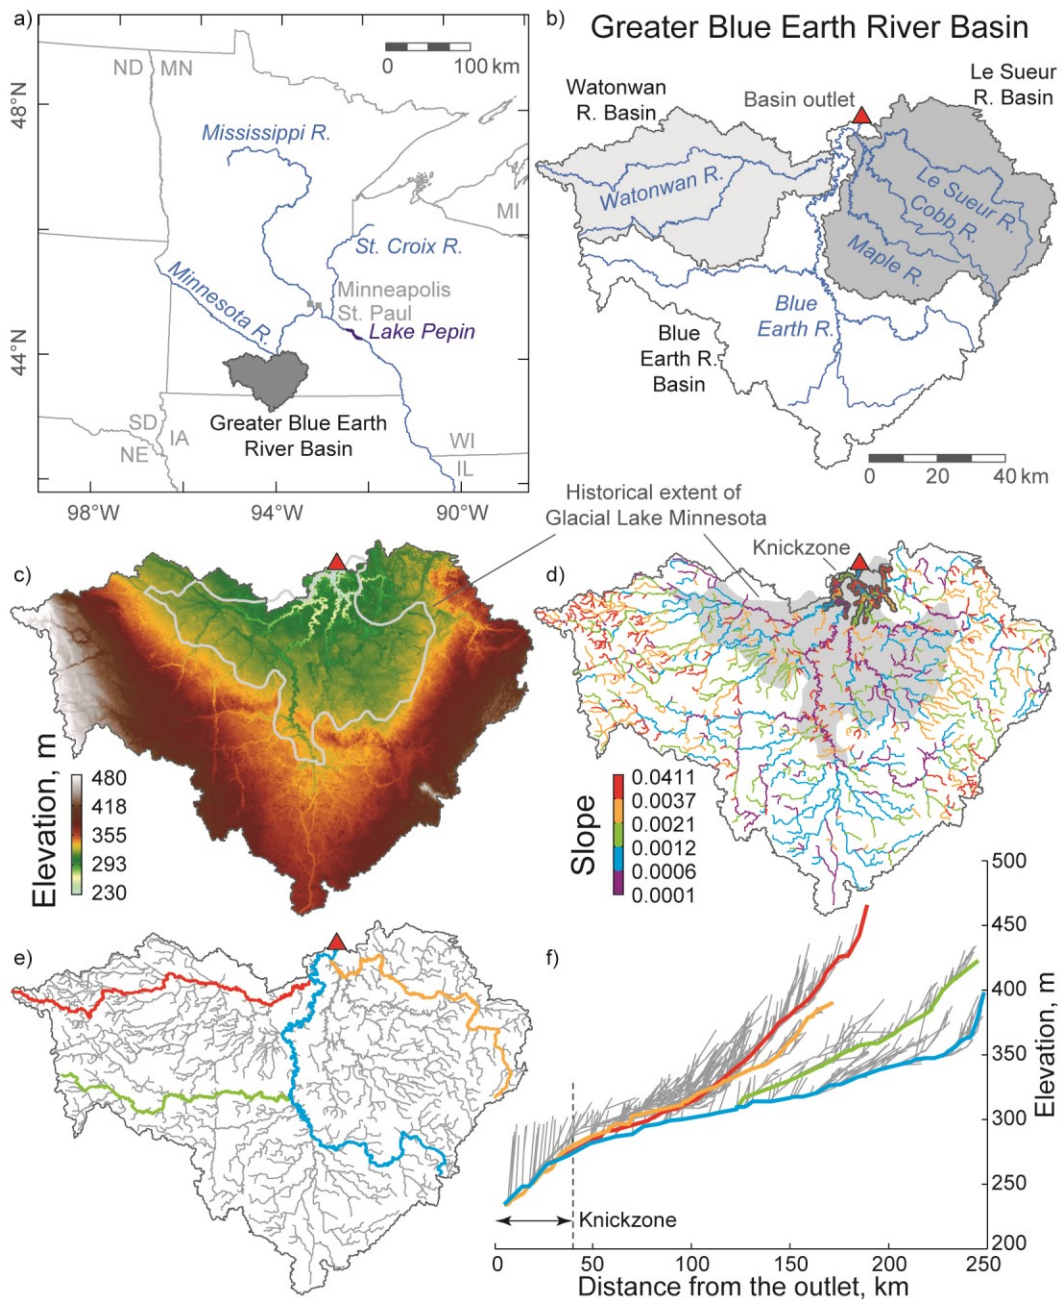 a)
ND
MN
0
100 km
48°N
Mississippi R.
MI
St. Croix R.
Minnesota R.
Minneapolis
St. Paul
Lake Pepin
44°N
SD
IA
NE
Greater Blue Earth
River Basin
WI
IL
98°W
94°W
90°W
b)
Greater Blue Earth River Basin
Watonwan
R. Basin
Basin outlet
Le Sueur
R. Basin
Watonwan R.
Le Sueur R.
Cobb R.
Maple R.
Blue
Earth R.
Blue
Earth R.
Basin
0
20
40 km
Historical extent of
Glacial Lake Minnesota
c)
Elevation, m
480
418
355
293
230
d)
Knickzone
Slope
0.0411
0.0037
0.0021
0.0012
0.0006
0.0001
e)
f)
500
450
400
350
300
250
200
Elevation, m
Knickzone
0
50
100
150
200
250
Distance from the outlet, km